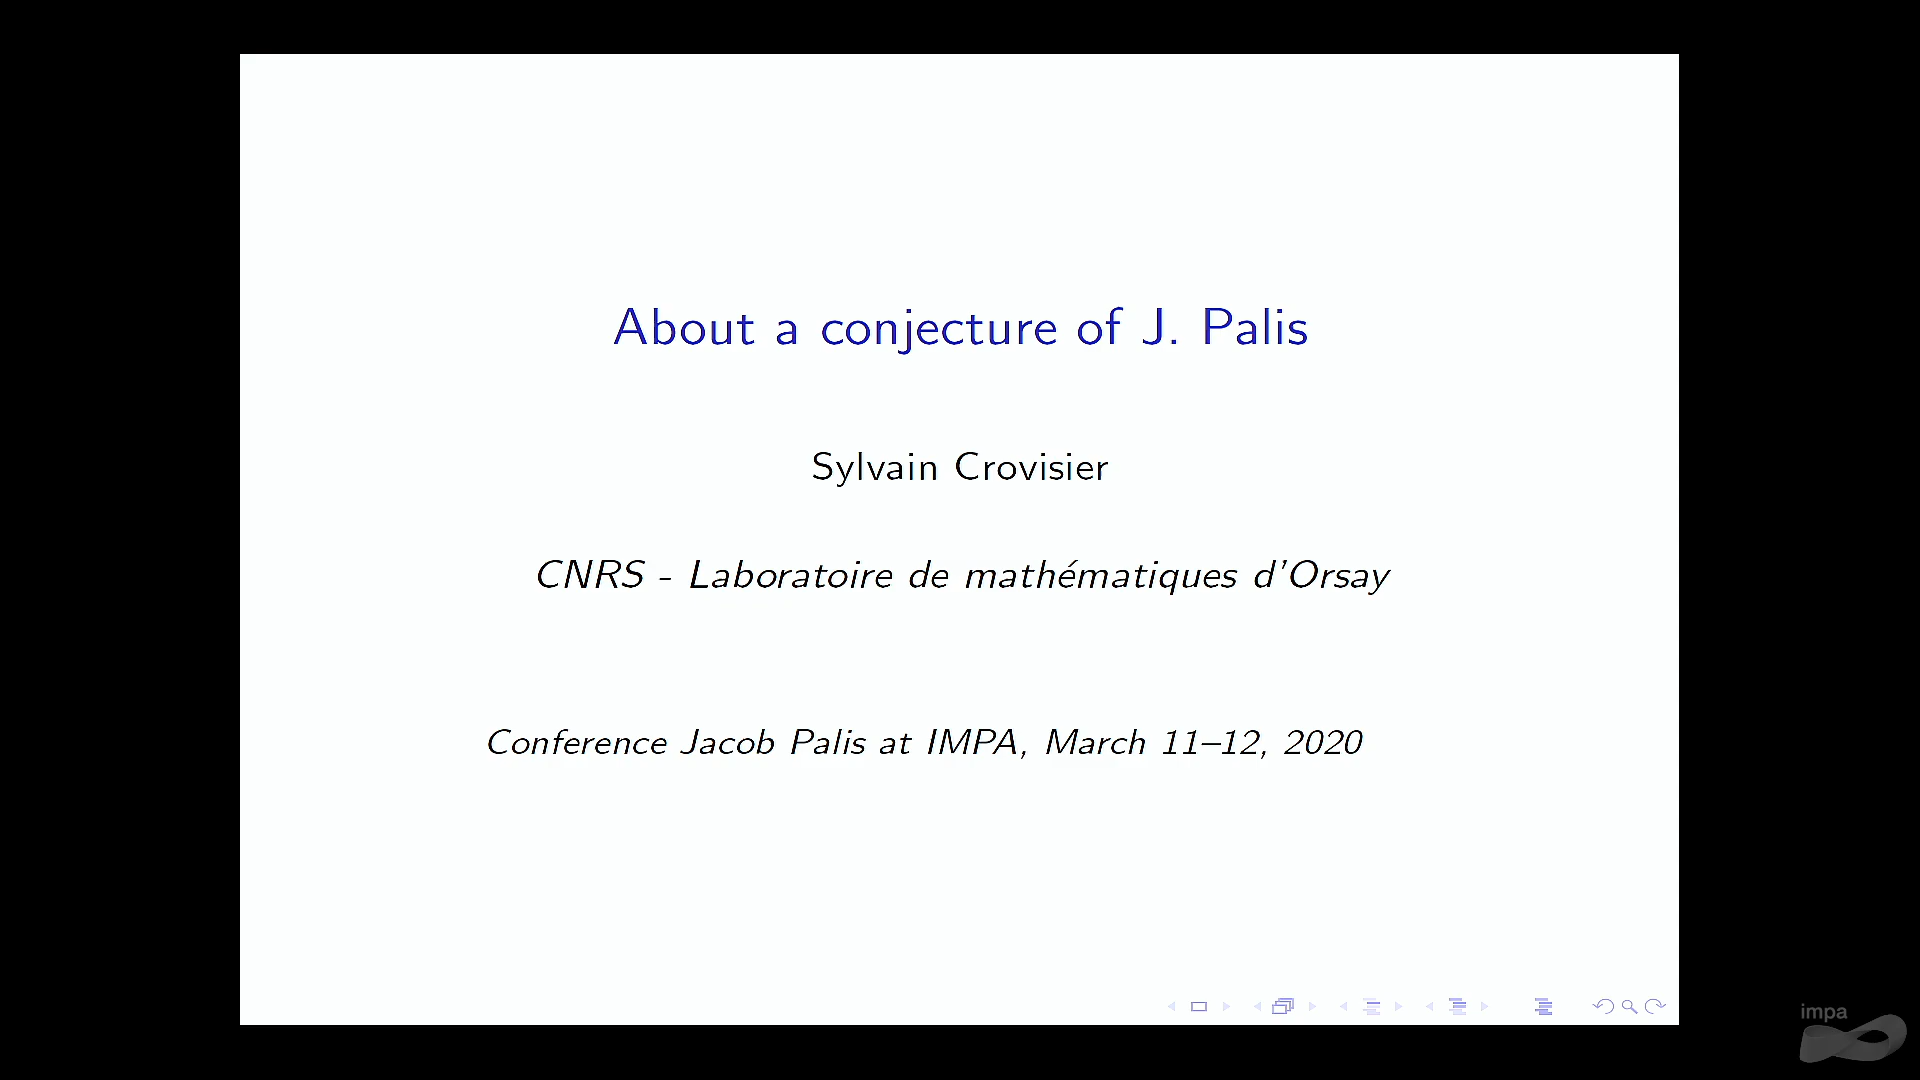 About a conjecture of J. Palis
Sylvain Crovisier
CNRS - Laboratoire de mathématiques d'Orsay
Conference Jacob Palis at IMPA, March 11–12, 2020
impa